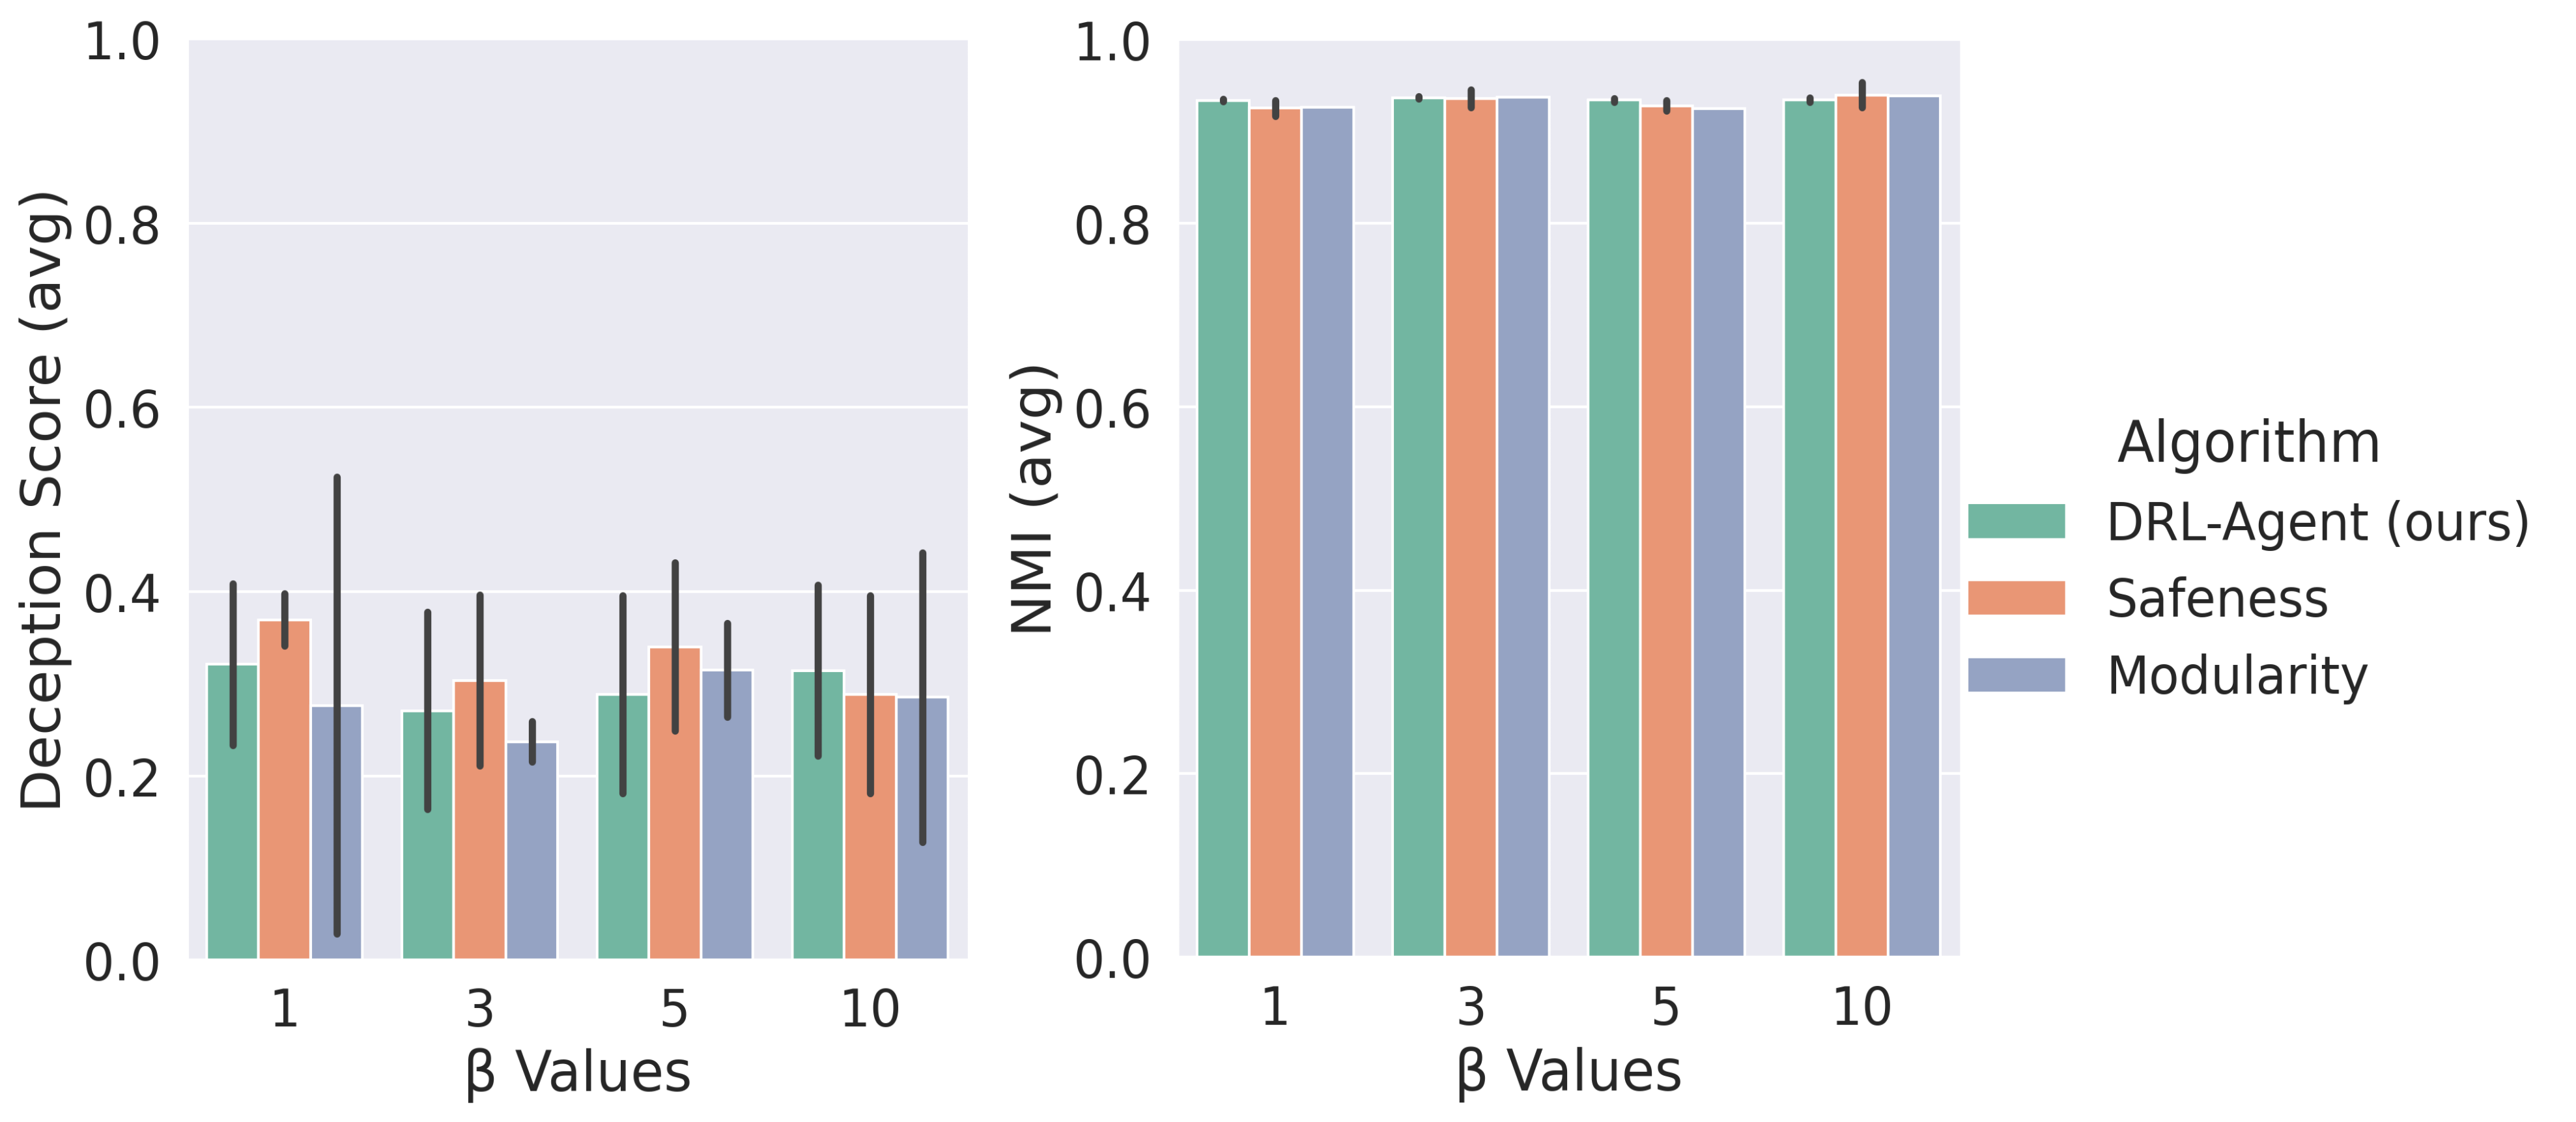 Deception Score (avg)
1.0
0.8
0.6
0.4
0.2
0.0
1 3 5 10
β Values
NMI (avg)
1.0
0.8
0.6
0.4
0.2
0.0
1 3 5 10
β Values
Algorithm
DRL-Agent (ours)
Safeness
Modularity